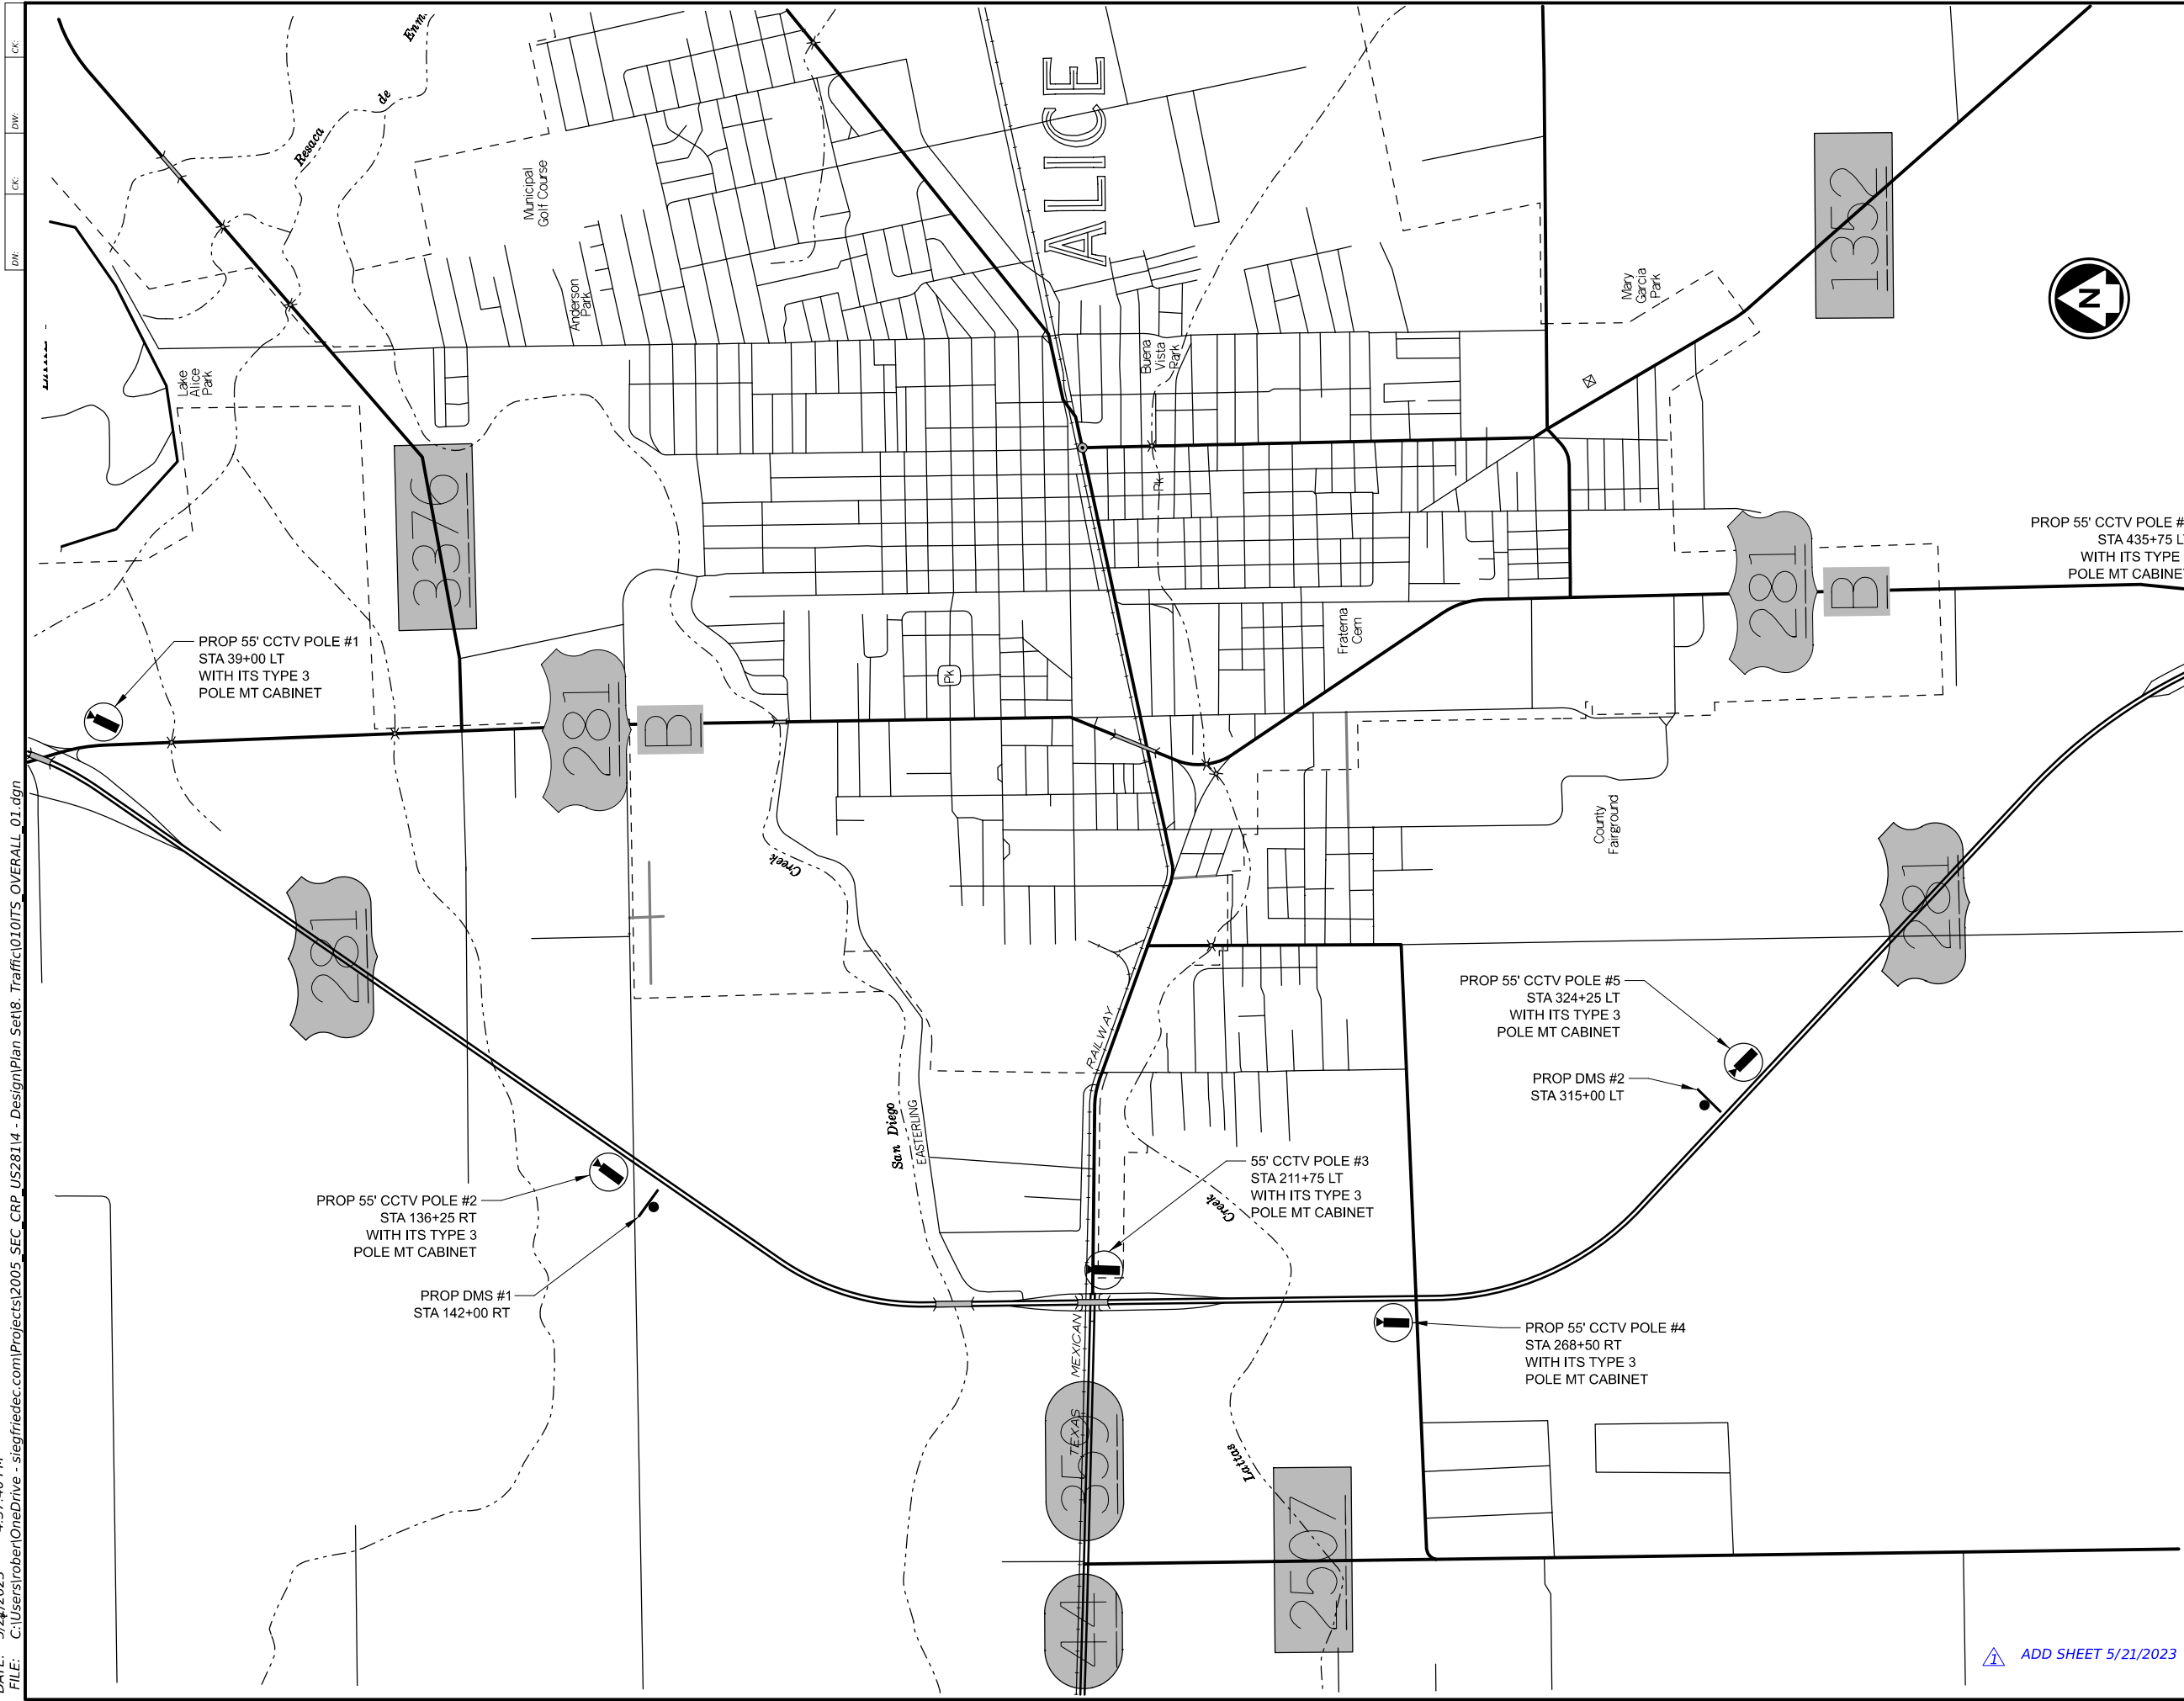 CK:
DW:
CK:
DN:
FILE: C:\Users\rober\OneDrive - siegfriedec.com\Projects\2005_SEC_CRP_US281\4 - Design\Plan Set\8. Traffic\010ITS_OVERALL_01.dgn
Resaca
de
Municipal
Golf Course
ALICE
1352
N
Anderson
Park
Mary
Garcia
Park
Lake
Alice
Park
Buena
Vista
Park
3376
Pk
PROP 55' CCTV POLE
STA 435+75
WITH ITS TYPE
POLE MT
281
B
PROP 55' CCTV POLE #1
STA 39+00 LT
WITH ITS TYPE 3
POLE MT CABINET
Fraterna
Cem
Pk
281
B
County
Fairground
Creek
281
281
PROP 55' CCTV POLE #5
STA 324+25 LT
WITH ITS TYPE 3
POLE MT CABINET
RAILWAY
PROP DMS #2
STA 315+00 LT
San Diego
EASTERLING
55' CCTV POLE #3
STA 211+75 LT
WITH ITS TYPE 3
POLE MT CABINET
Creek
PROP 55' CCTV POLE #2
STA 136+25 RT
WITH ITS TYPE 3
POLE MT CABINET
PROP DMS #1
STA 142+00 RT
MEXICAN
PROP 55' CCTV POLE #4
STA 268+50 RT
WITH ITS TYPE 3
POLE MT CABINET
TEXAS
359
Lattas
2507
44
1 ADD SHEET 5/21/2023